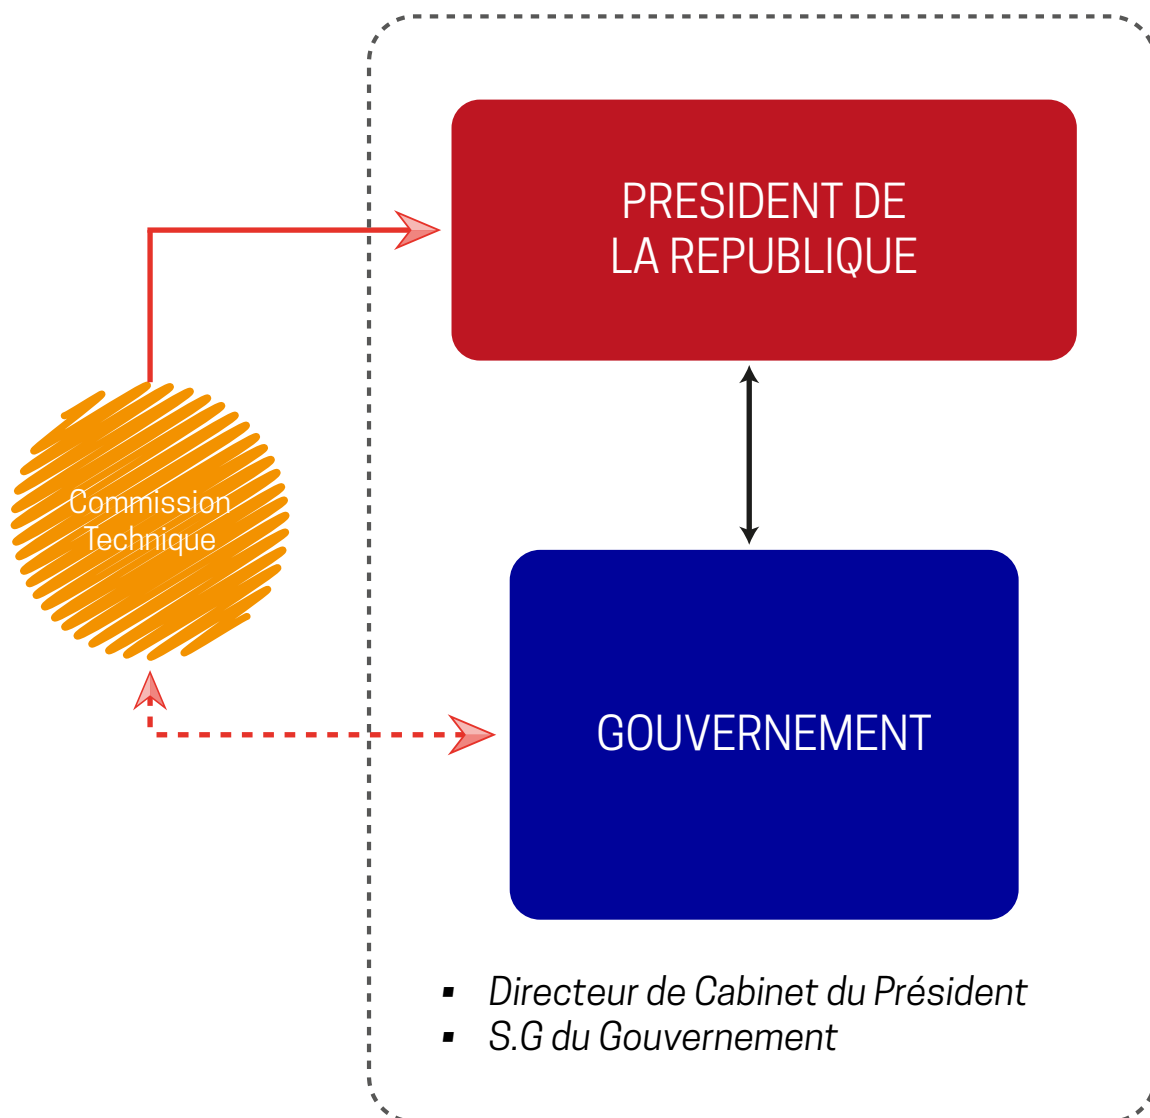 PRESIDENT DE
LA REPUBLIQUE
Commission
Technique
GOUVERNEMENT
▪ Directeur de Cabinet du Président
▪ S.G du Gouvernement